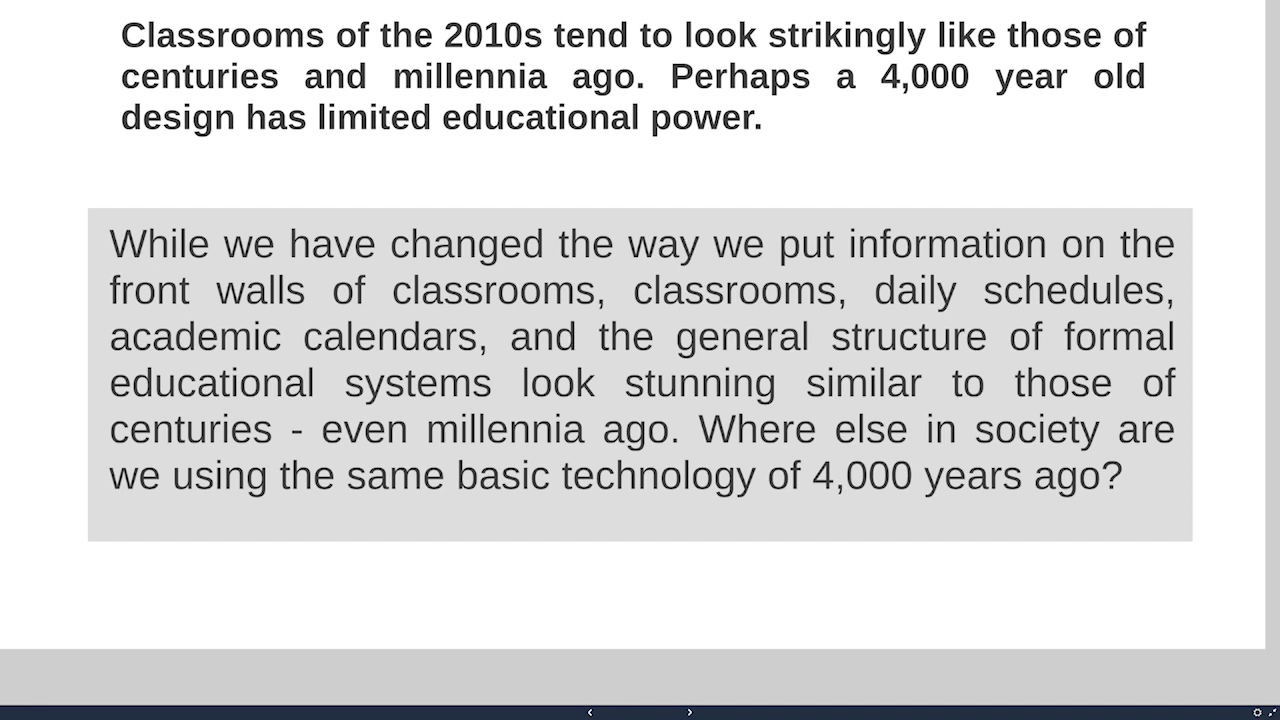 Classrooms of the 2010s tend to look strikingly like those of
centuries and millennia ago. Perhaps a 4,000 year old
design has limited educational power.
While we have changed the way we put information on the
front walls of classrooms, classrooms, daily schedules,
academic calendars, and the general structure of formal
educational systems look stunning similar to those of
centuries - even millennia ago. Where else in society are
we using the same basic technology of 4,000 years ago?